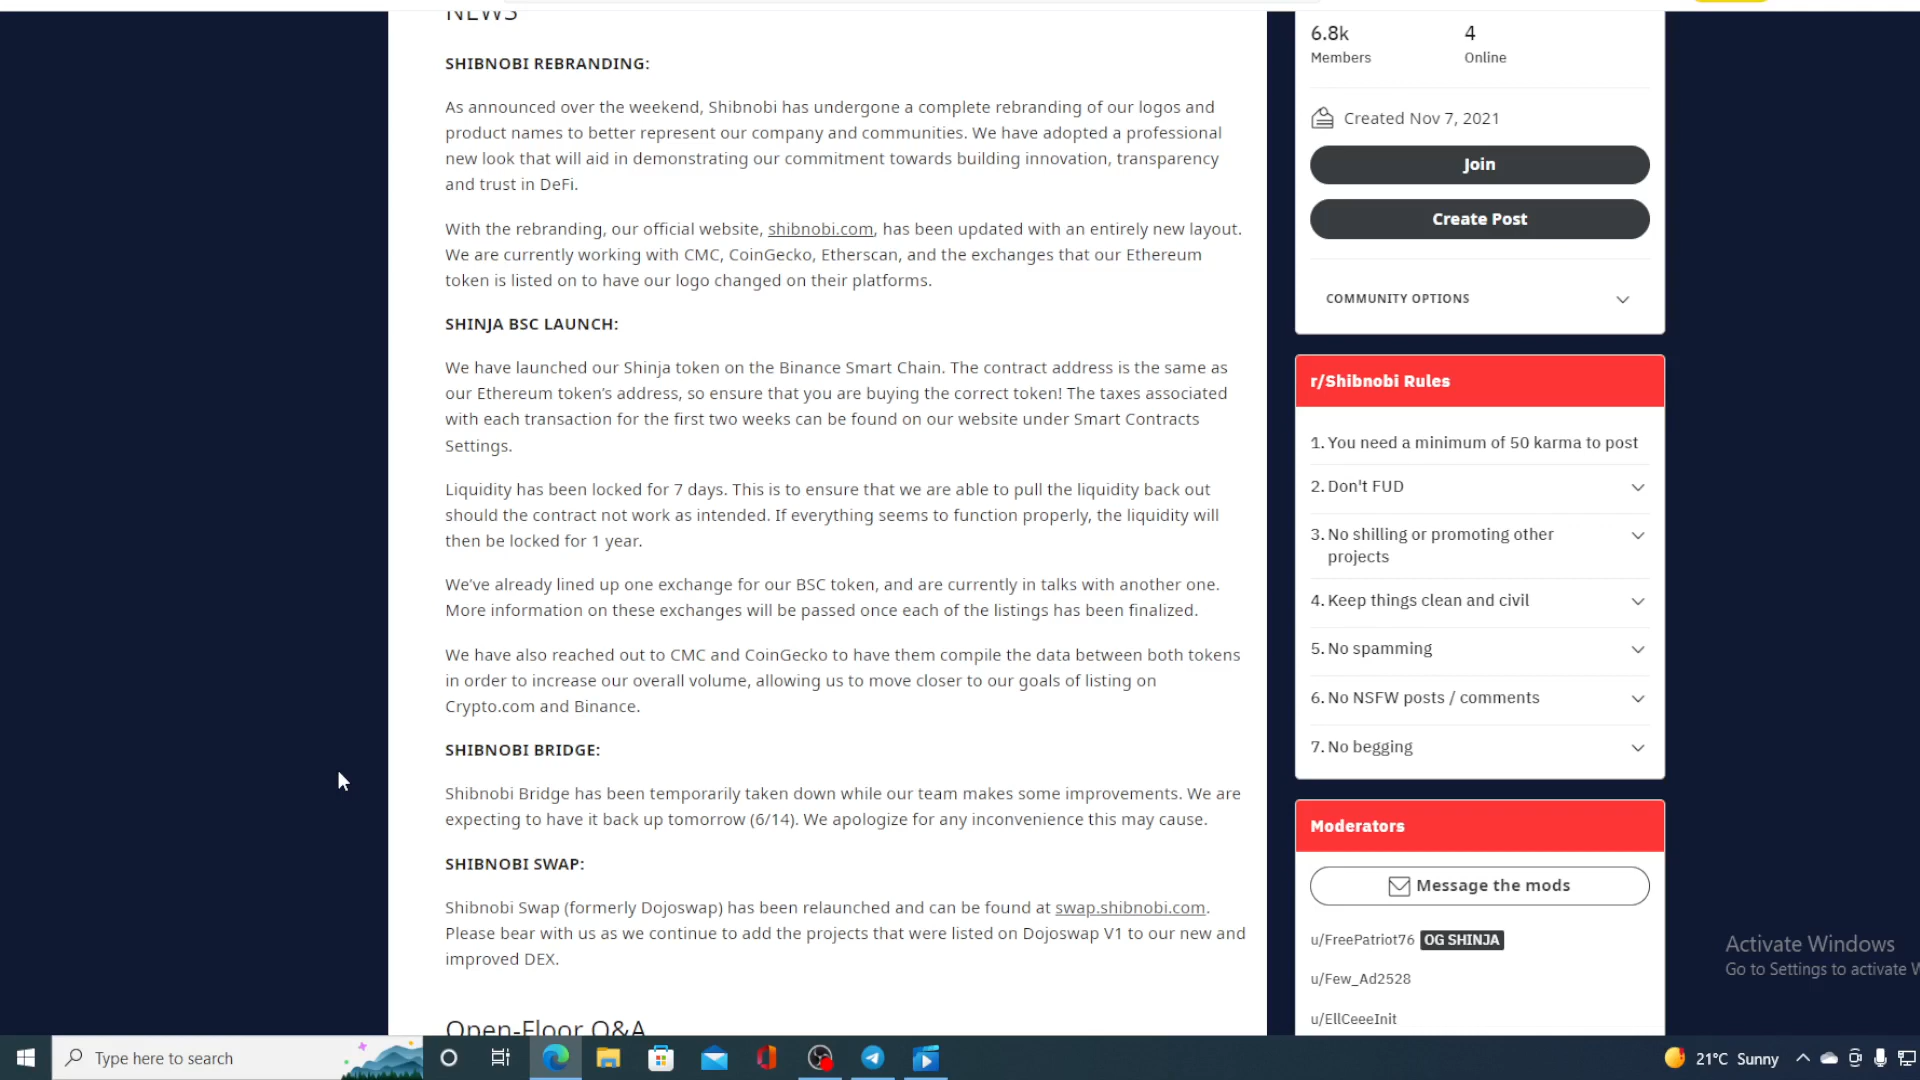 NEWS
SHIBNOBI REBRANDING:
As announced over the weekend, Shibnobi has undergone a complete rebranding of our logos and
product names to better represent our company and communities. We have adopted a professional
new look that will aid in demonstrating our commitment towards building innovation, transparency
and trust in DeFi.
With the rebranding, our official website, shibnobi.com, has been updated with an entirely new layout.
We are currently working with CMC, CoinGecko, Etherscan, and the exchanges that our Ethereum
token is listed on to have our logo changed on their platforms.
SHINJA BSC LAUNCH:
We have launched our Shinja token on the Binance Smart Chain. The contract address is the same as
our Ethereum token’s address, so ensure that you are buying the correct token! The taxes associated
with each transaction for the first two weeks can be found on our website under Smart Contracts
Settings.
Liquidity has been locked for 7 days. This is to ensure that we are able to pull the liquidity back out
should the contract not work as intended. If everything seems to function properly, the liquidity will
then be locked for 1 year.
We’ve already lined up one exchange for our BSC token, and are currently in talks with another one.
More information on these exchanges will be passed once each of the listings has been finalized.
We have also reached out to CMC and CoinGecko to have them compile the data between both tokens
in order to increase our overall volume, allowing us to move closer to our goals of listing on
Crypto.com and Binance.
SHIBNOBI BRIDGE:
Shibnobi Bridge has been temporarily taken down while our team makes some improvements. We are
expecting to have it back up tomorrow (6/14). We apologize for any inconvenience this may cause.
SHIBNOBI SWAP:
Shibnobi Swap (formerly Dojoswap) has been relaunched and can be found at swap.shibnobi.com.
Please bear with us as we continue to add the projects that were listed on Dojoswap V1 to our new and
improved DEX.
Open-Floor Q&A
6.8k
Members
4
Online
Created Nov 7, 2021
Join
Create Post
COMMUNITY OPTIONS
r/Shibnobi Rules
1. You need a minimum of 50 karma to post
2. Don't FUD
3. No shilling or promoting other
projects
4. Keep things clean and civil
5. No spamming
6. No NSFW posts / comments
7. No begging
Moderators
Message the mods
u/FreePatriot76 OG SHINJA
u/Few_Ad2528
u/EllCeeeInit
Activate Windows
Go to Settings to activate W
Type here to search
21°C Sunny